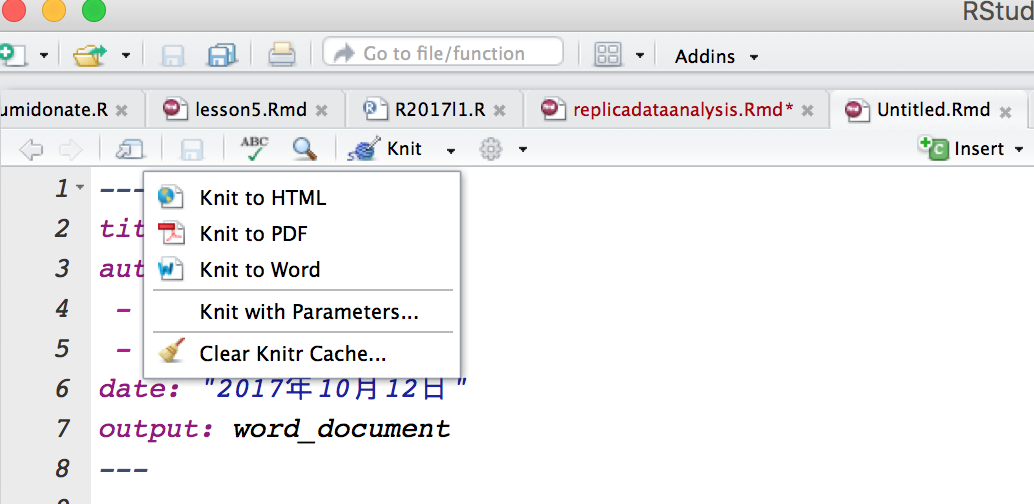 RStud
Go to file/function
Addins
umidonate.R
lesson5.Rmd
R2017l1.R
replicadataanalysis.Rmd*
Untitled.Rmd
ABC
Knit
C
Insert
1 ---
2 tit
3 aut
4 -
5 -
Knit to HTML
Knit to PDF
Knit to Word
Knit with Parameters...
Clear Knitr Cache...
6 date: "2017年10月12日"
7 output: word_document
8 ---